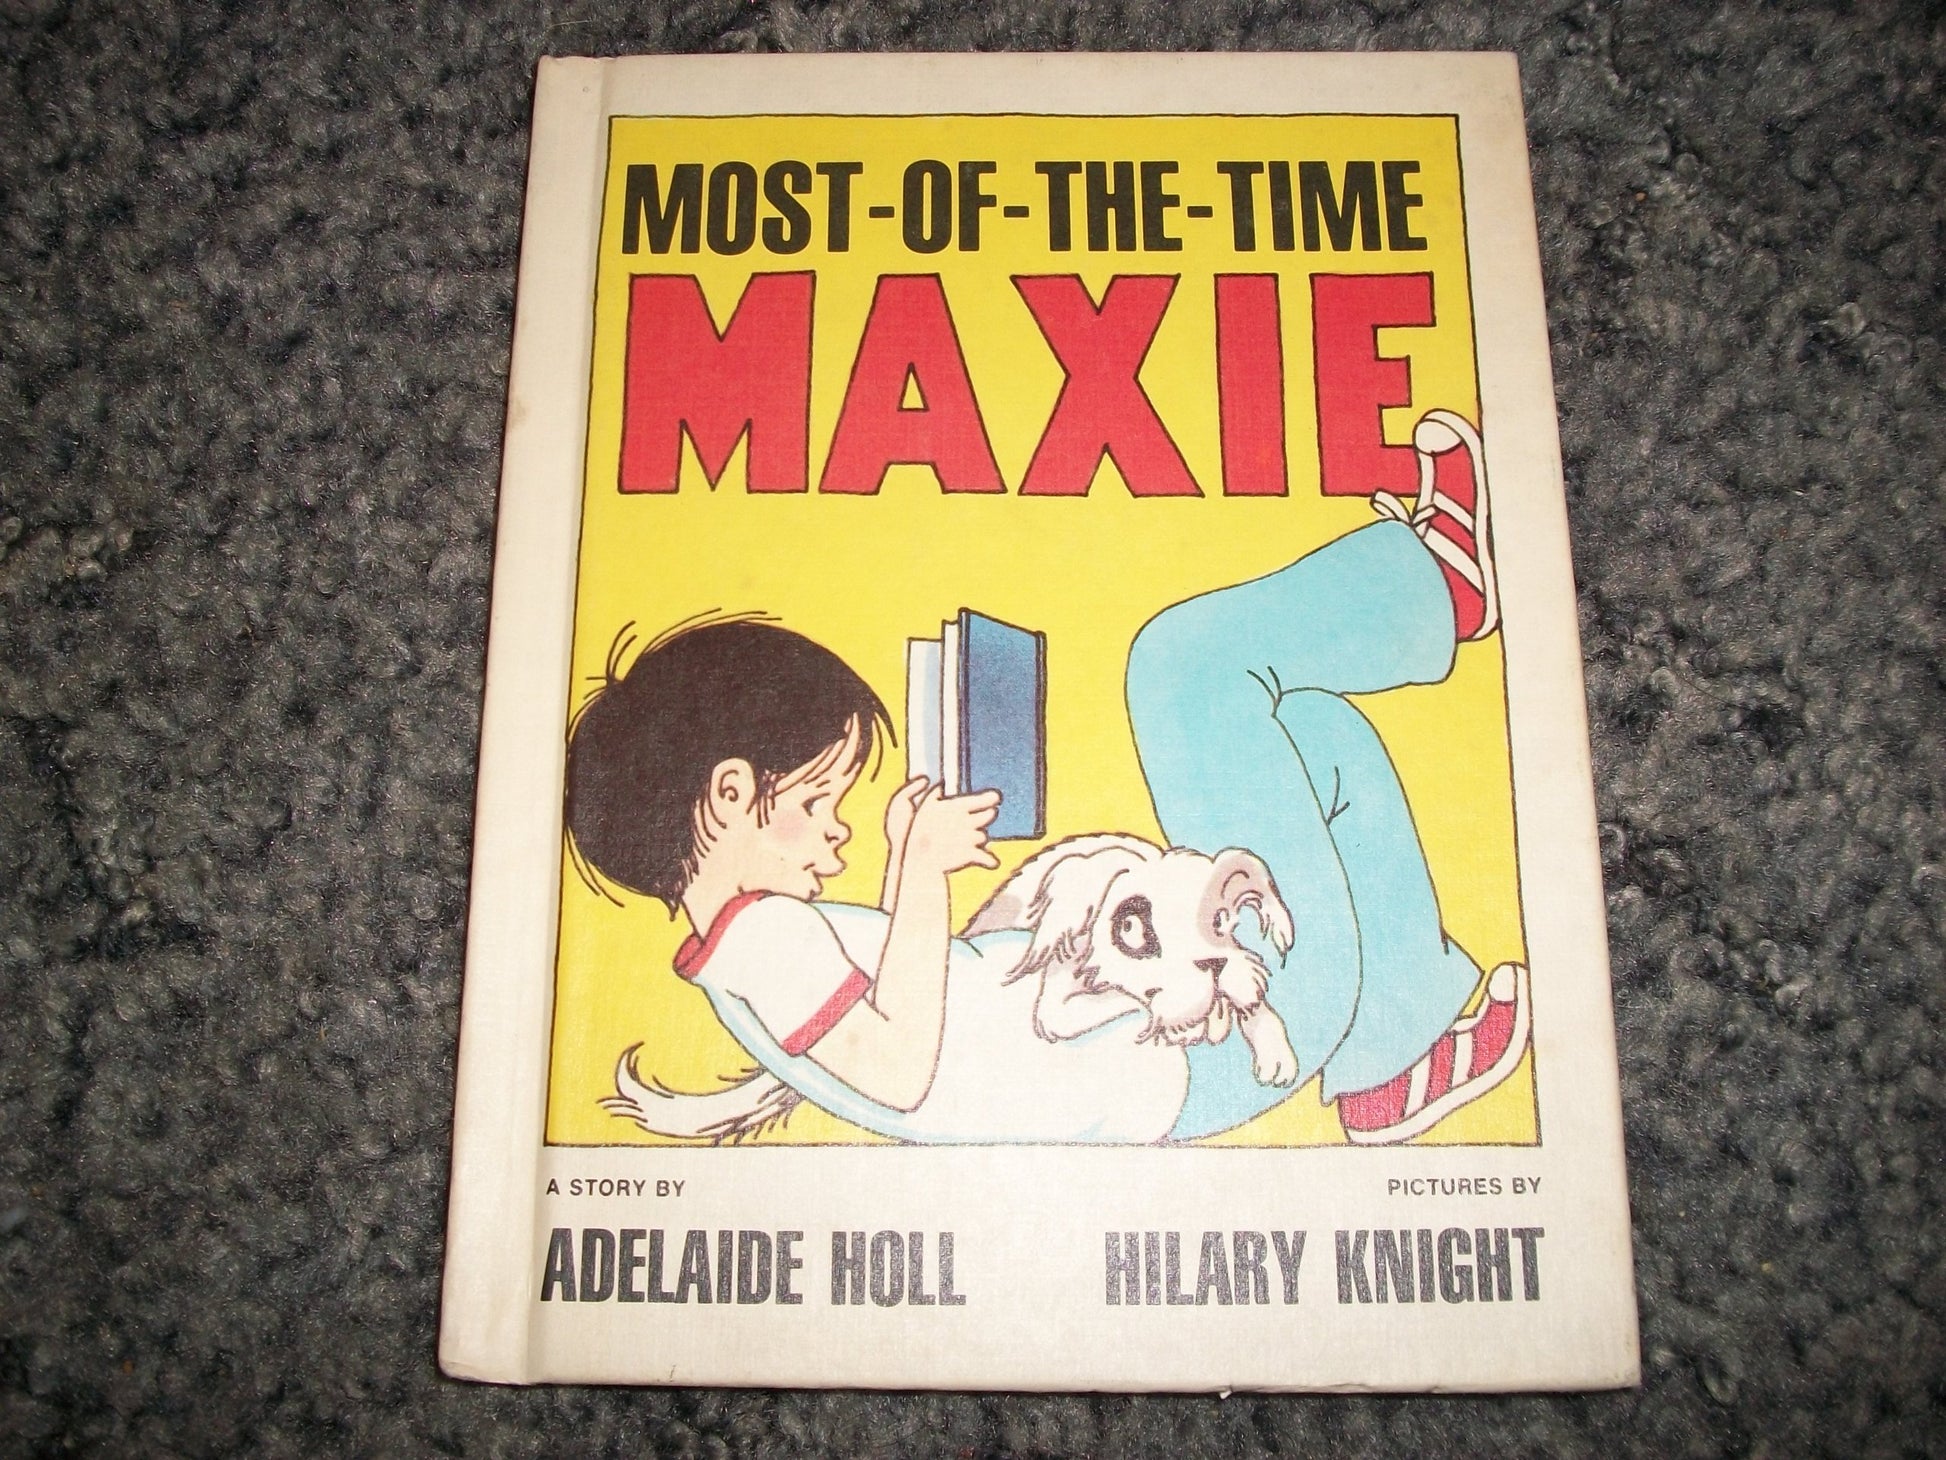 MOST-OF-THE-TIME
MAXIE
A STORY BY
ADELAIDE HOLL
PICTURES BY
HILARY KNIGHT